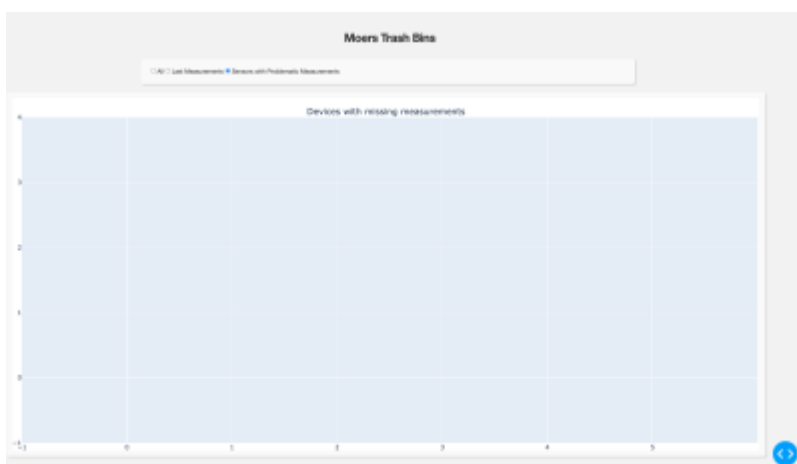 Moers Trash Bins
All Last Measurements Sensors with Problematic Measurements
Devices with missing measurements
4
3
2
1
0
-1
-1 0 1 2 3 4 5